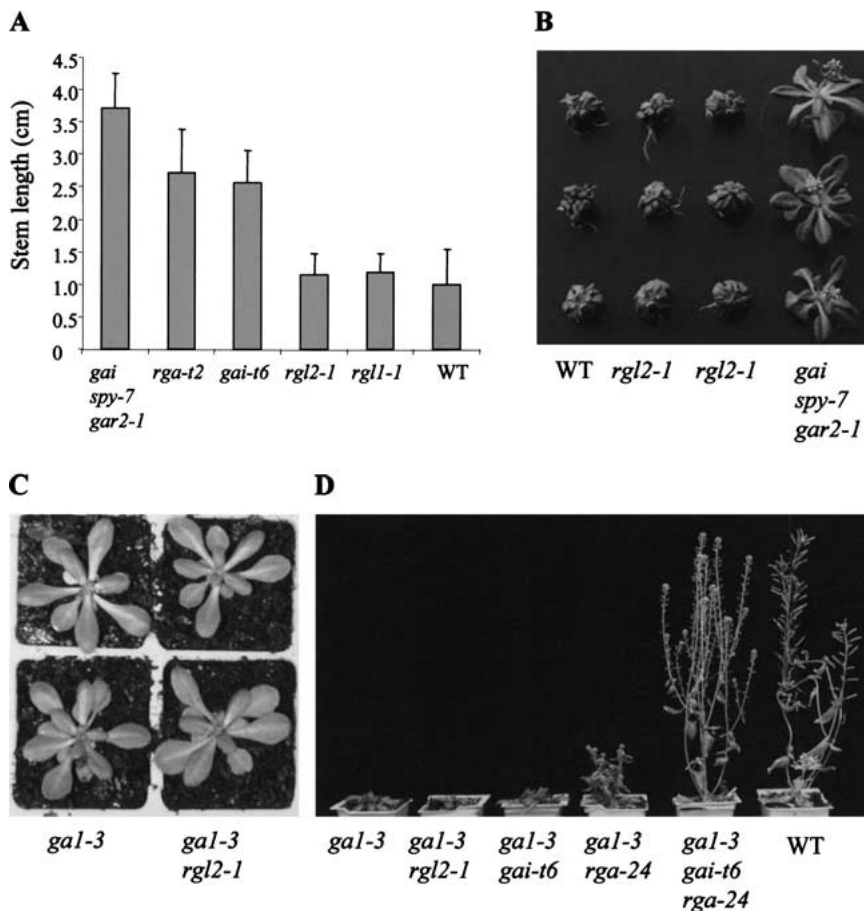 A
B
4.5
4.0
3.5
3.0
2.5
2.0
1.5
1.0
0.5
0
Stem length (cm)
gai spy-7 gar2-1
rga-t2
gai-t6
rgl2-1
rgl1-1
WT
WT
rgl2-1
rgl2-1
gai spy-7 gar2-1
C
D
ga1-3
ga1-3 rgl2-1
ga1-3
ga1-3 rgl2-1
ga1-3 gai-t6
ga1-3 rga-24
ga1-3 gai-t6 rga-24
WT